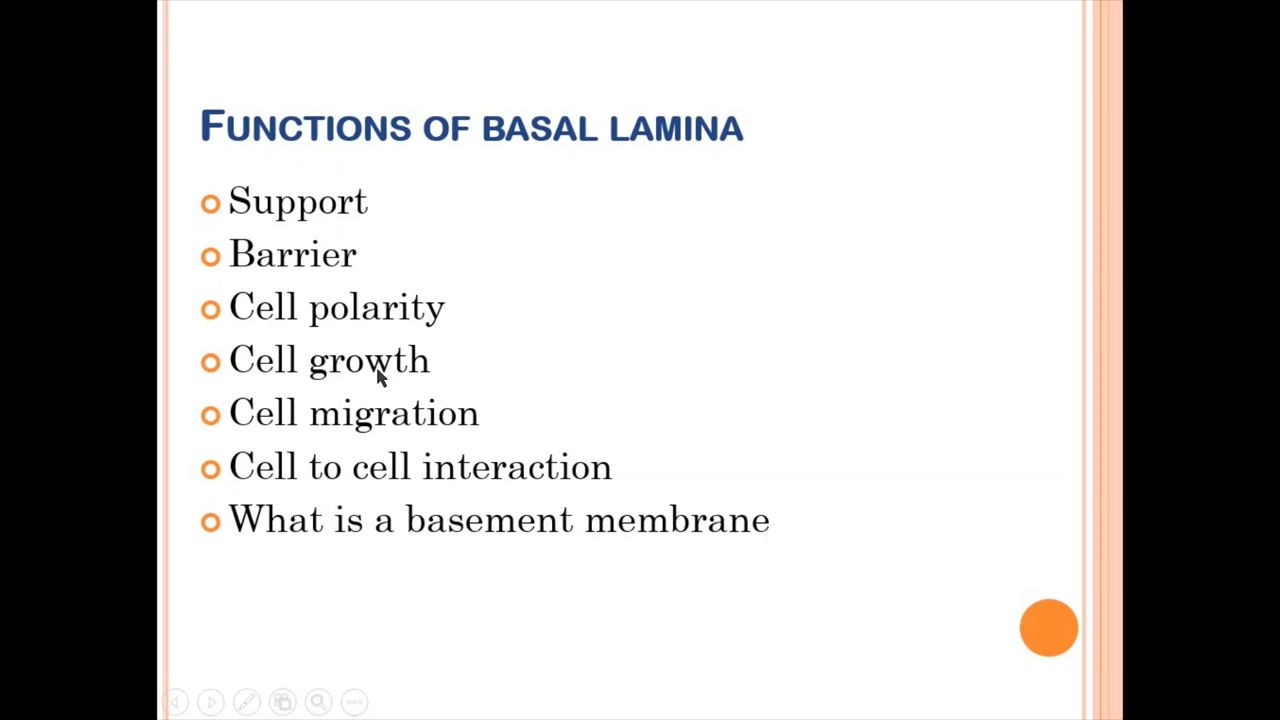 FUNCTIONS OF BASAL LAMINA
Support
Barrier
Cell polarity
Cell growth
Cell migration
Cell to cell interaction
What is a basement membrane